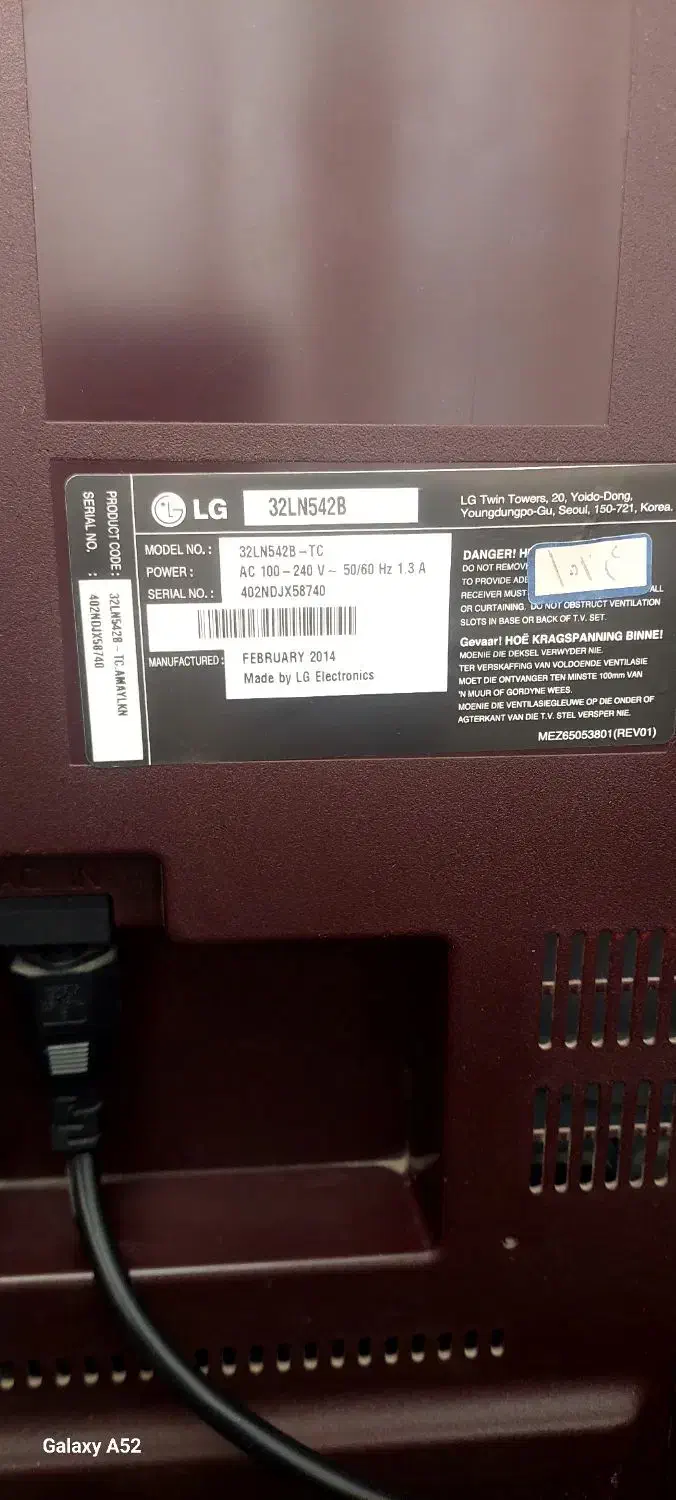 LG
32LN542B
LG Twin Towers, 20, Yoido-Dong,
Youngdungpo-Gu, Seoul, 150-721, Korea.
PRODUCT CODE : 32LN542B-TC.AMAYLKN
SERIAL NO. : 402NDJX58740
MODEL NO. : 32LN542B-TC
POWER : AC 100-240 V~ 50/60 Hz 1.3 A
SERIAL NO. : 402NDJX58740
MANUFACTURED : FEBRUARY 2014
Made by LG Electronics
DANGER! H
DO NOT REMOV
TO PROVIDE ADE
RECEIVER MUST ALL
OR CURTAINING. DO NOT OBSTRUCT VENTILATION
SLOTS IN BASE OR BACK OF T.V. SET.
Gevaar! HOË KRAGSPANNING BINNE!
MOENIE DIE DEKSEL VERWYDER NIE.
TER VERSKAFFING VAN VOLDOENDE VENTILASIE
MOET DIE ONTVANGER TEN MINSTE 100mm VAN
'N MUUR OF GORDYNE WEES.
MOENIE DIE VENTILASIEGLEUWE OP DIE ONDER OF
AGTERKANT VAN DIE T.V. STEL VERSPER NIE.
MEZ65053801(REV01)
Galaxy A52